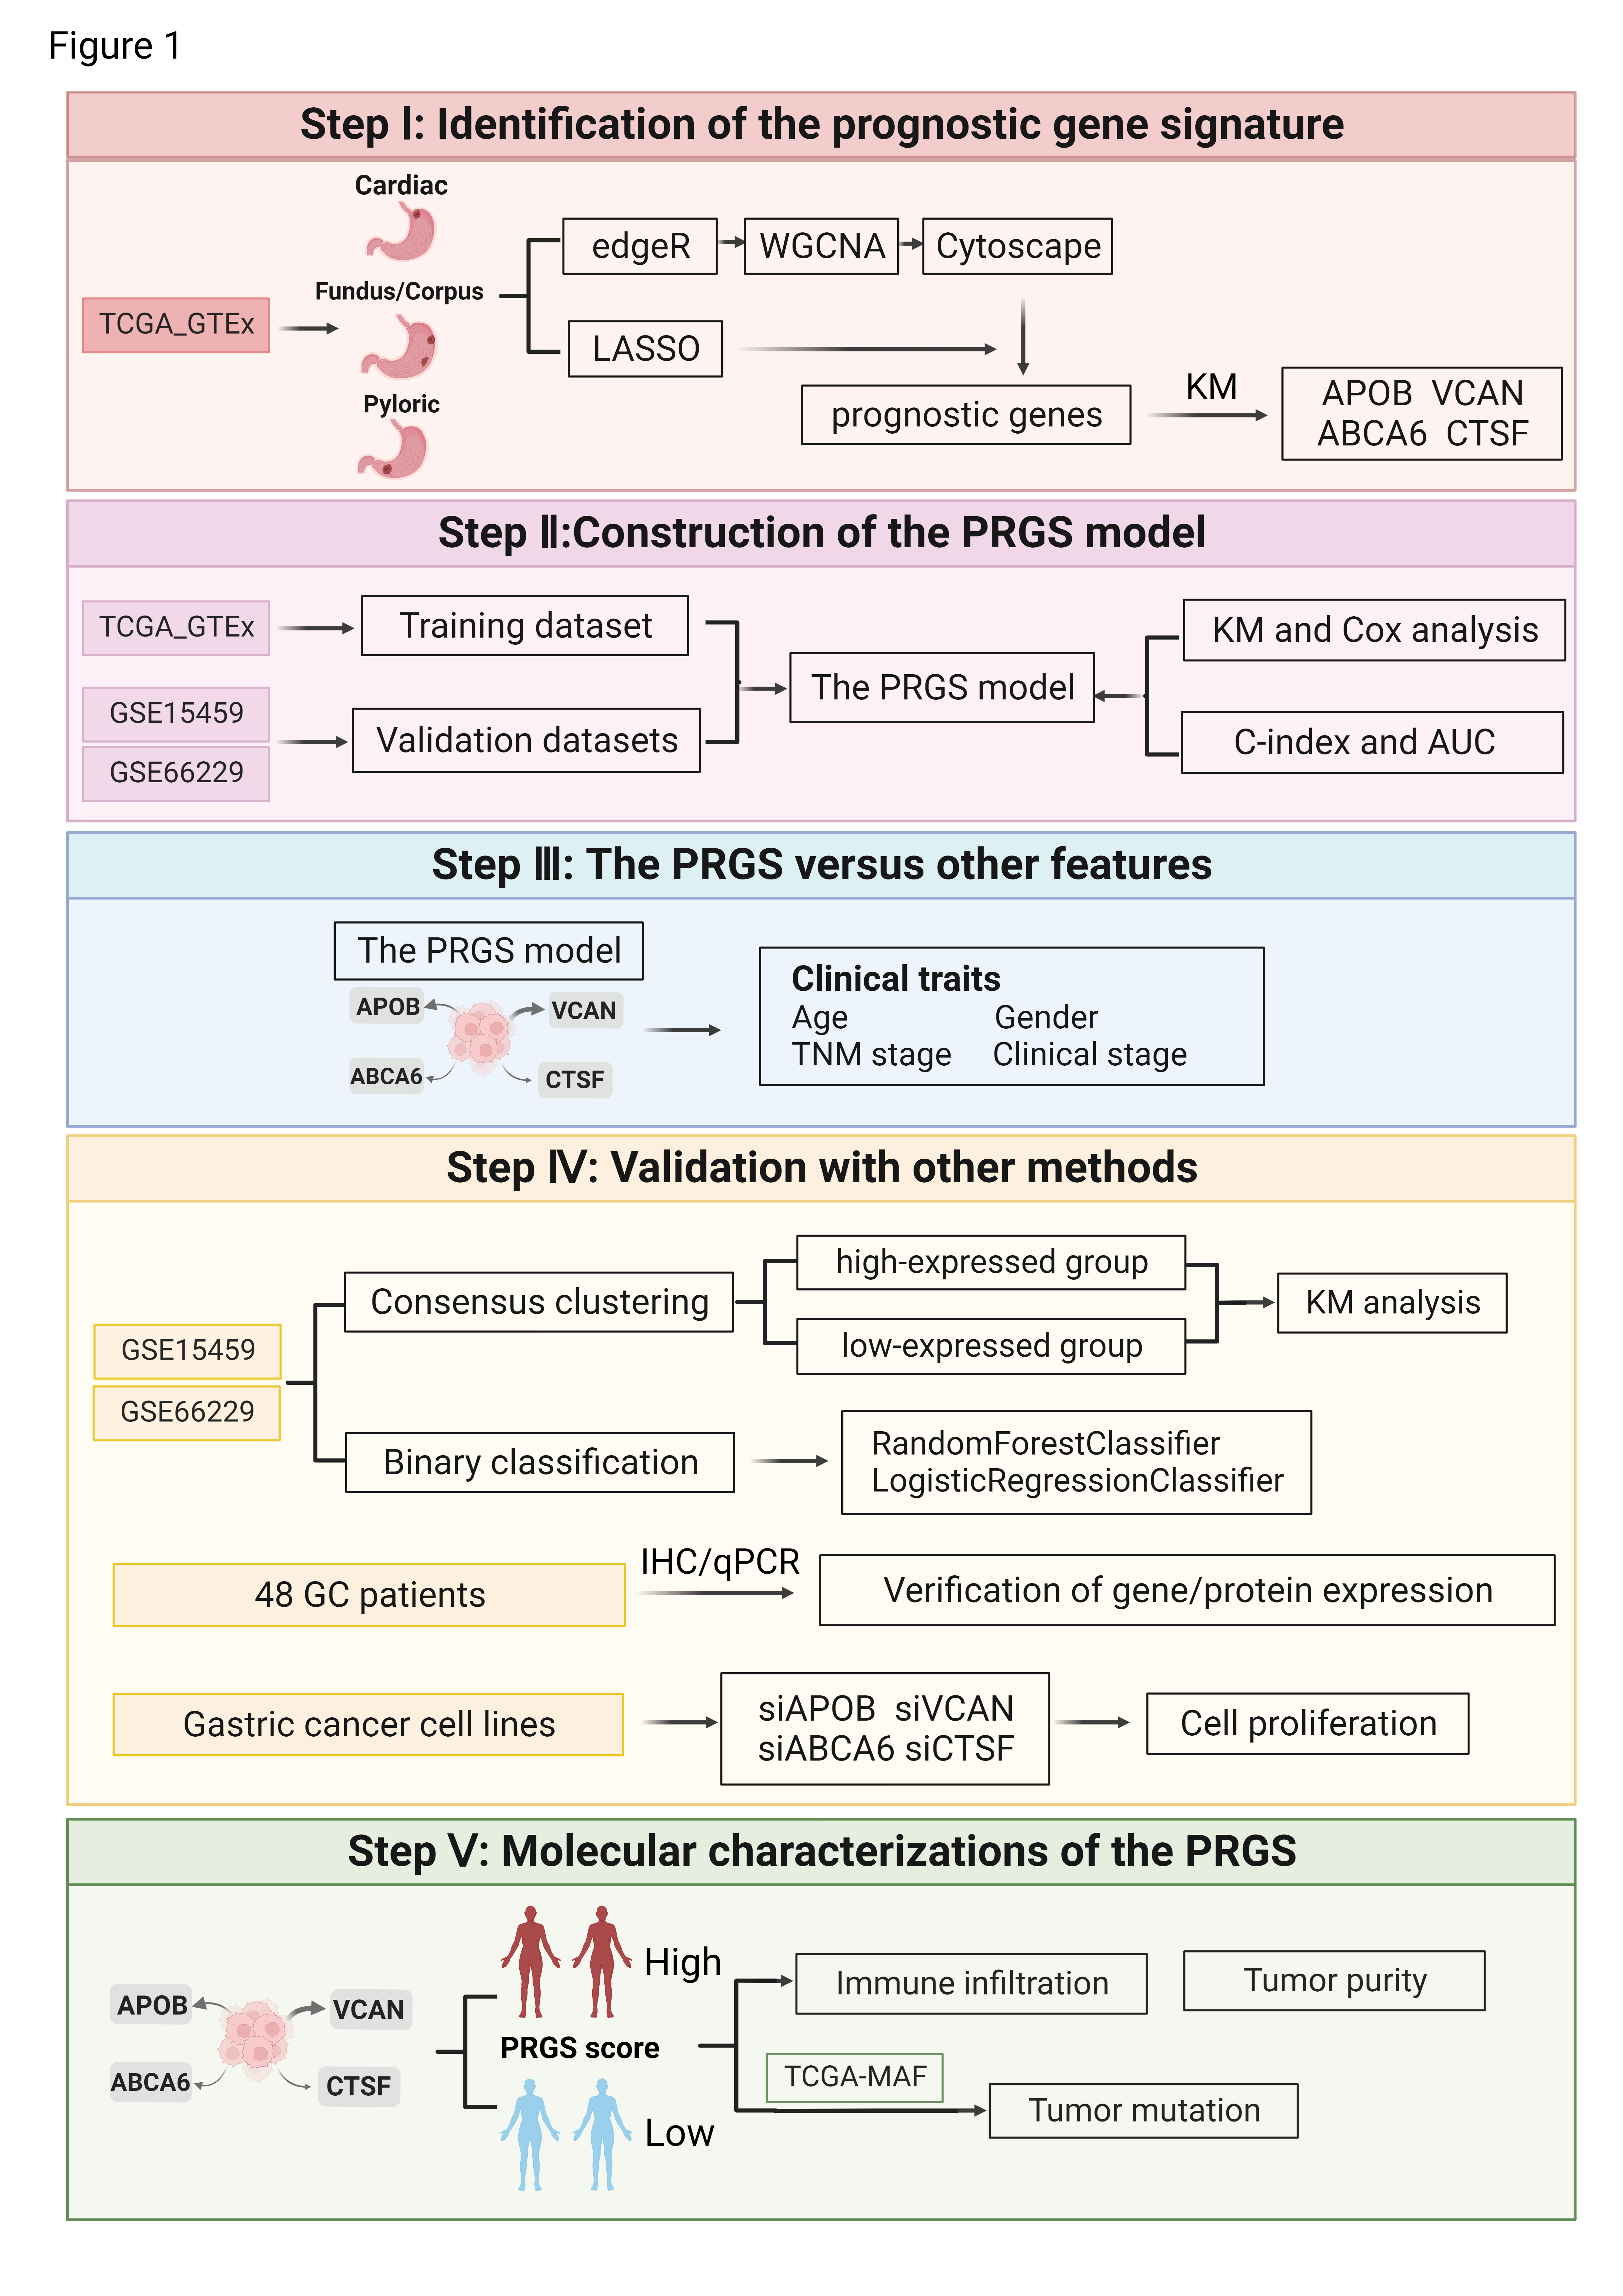 Figure 1
Step Ⅰ: Identification of the prognostic gene signature
Cardiac
Fundus/Corpus
Pyloric
TCGA_GTEx
edgeR
WGCNA
Cytoscape
LASSO
prognostic genes
KM
APOB VCAN
ABCA6 CTSF
Step Ⅱ:Construction of the PRGS model
TCGA_GTEx
Training dataset
GSE15459
GSE66229
Validation datasets
The PRGS model
KM and Cox analysis
C-index and AUC
Step Ⅲ: The PRGS versus other features
The PRGS model
APOB
VCAN
ABCA6
CTSF
Clinical traits
Age Gender
TNM stage Clinical stage
Step Ⅳ: Validation with other methods
GSE15459
GSE66229
Consensus clustering
high-expressed group
low-expressed group
KM analysis
Binary classification
RandomForestClassifier
LogisticRegressionClassifier
48 GC patients
IHC/qPCR
Verification of gene/protein expression
Gastric cancer cell lines
siAPOB siVCAN
siABCA6 siCTSF
Cell proliferation
Step Ⅴ: Molecular characterizations of the PRGS
APOB
VCAN
ABCA6
CTSF
High
PRGS score
Low
Immune infiltration
Tumor purity
TCGA-MAF
Tumor mutation